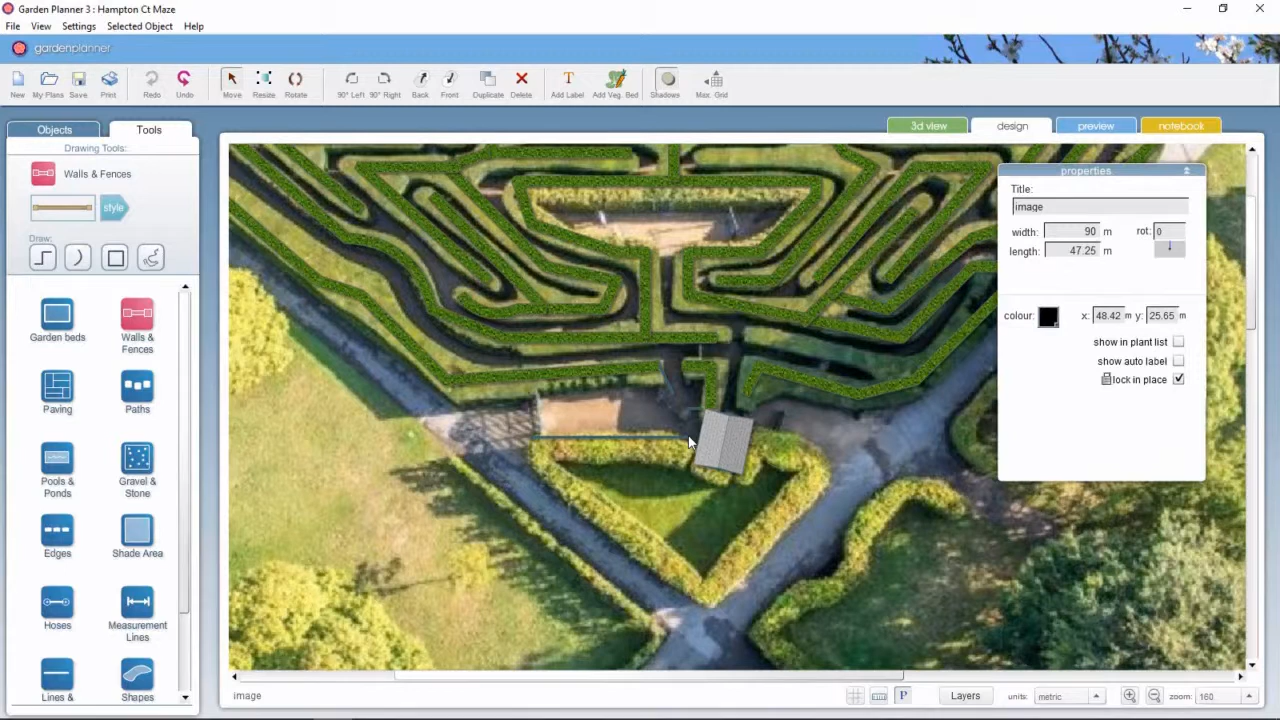 Garden Planner 3 : Hampton Ct Maze
File View Settings Selected Object Help
gardenplanner
New My Plans Save Print Redo Undo Move Resize Rotate 90° Left 90° Right Back Front Duplicate Delete Add Label Add Veg. Bed Shadows Max. Grid
Objects Tools
3d view design preview notebook
Drawing Tools:
Walls & Fences
style
Draw:
Garden beds
Walls & Fences
Paving
Paths
Pools & Ponds
Gravel & Stone
Edges
Shade Area
Hoses
Measurement Lines
Lines &
Shapes
properties
Title:
image
width: 90 m rot: 0
length: 47.25 m
colour: x: 48.42 m y: 25.65 m
show in plant list
show auto label
lock in place
image
P Layers units: metric zoom: 160